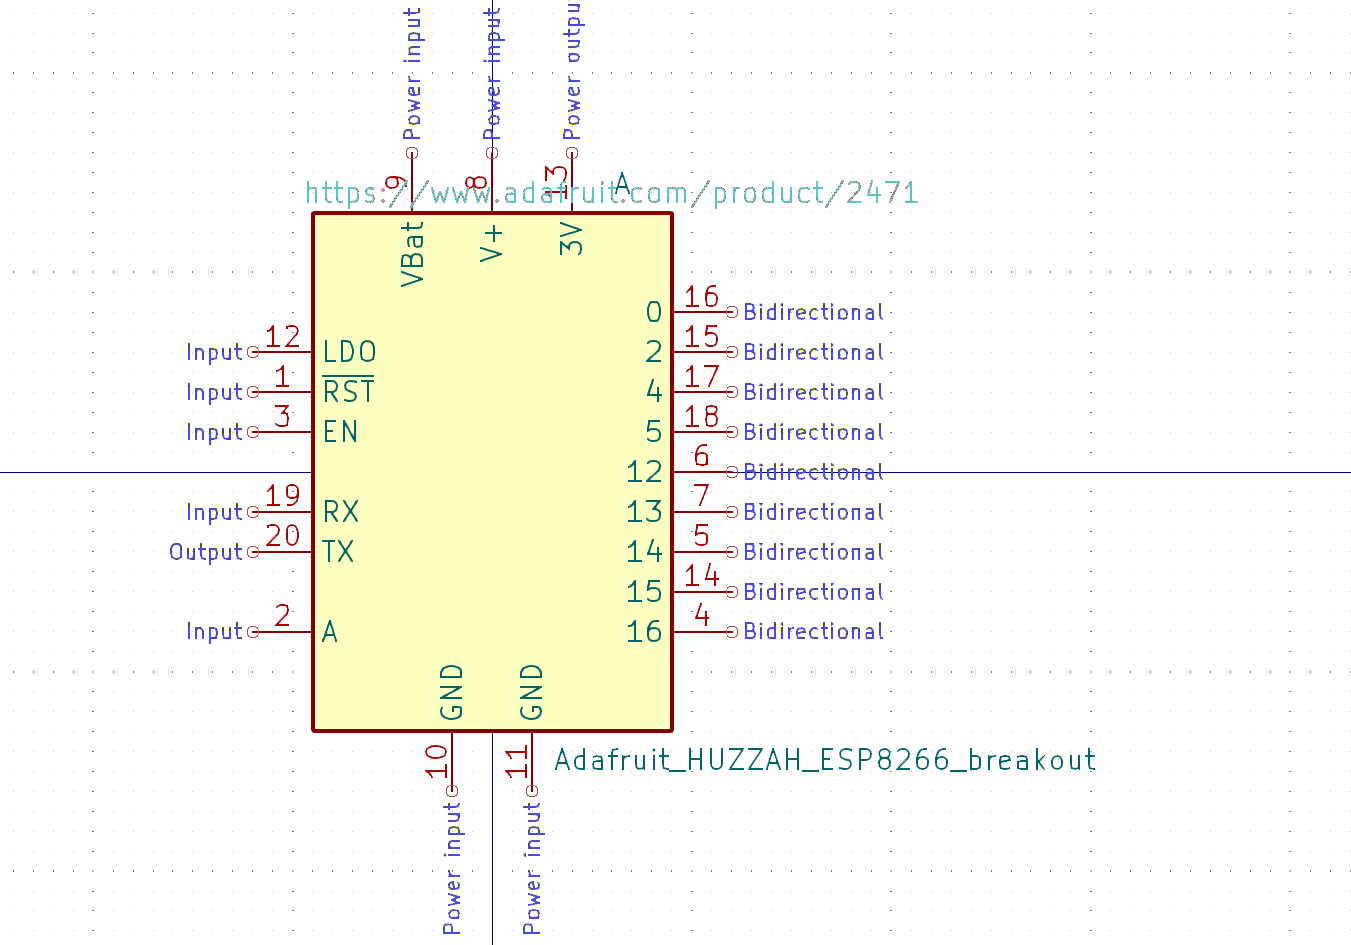 Power input
Power input
Power outpu
9
8
13
A
https://www.adafruit.com/product/2471
VBat
V+
3V
0 16 Bidirectional
Input 12 LDO
2 15 Bidirectional
Input 1 RST
4 17 Bidirectional
Input 3 EN
5 18 Bidirectional
12 6 Bidirectional
Input 19 RX
13 7 Bidirectional
Output 20 TX
14 5 Bidirectional
15 14 Bidirectional
Input 2 A
16 4 Bidirectional
GND
GND
10
11
Adafruit_HUZZAH_ESP8266_breakout
Power input
Power input